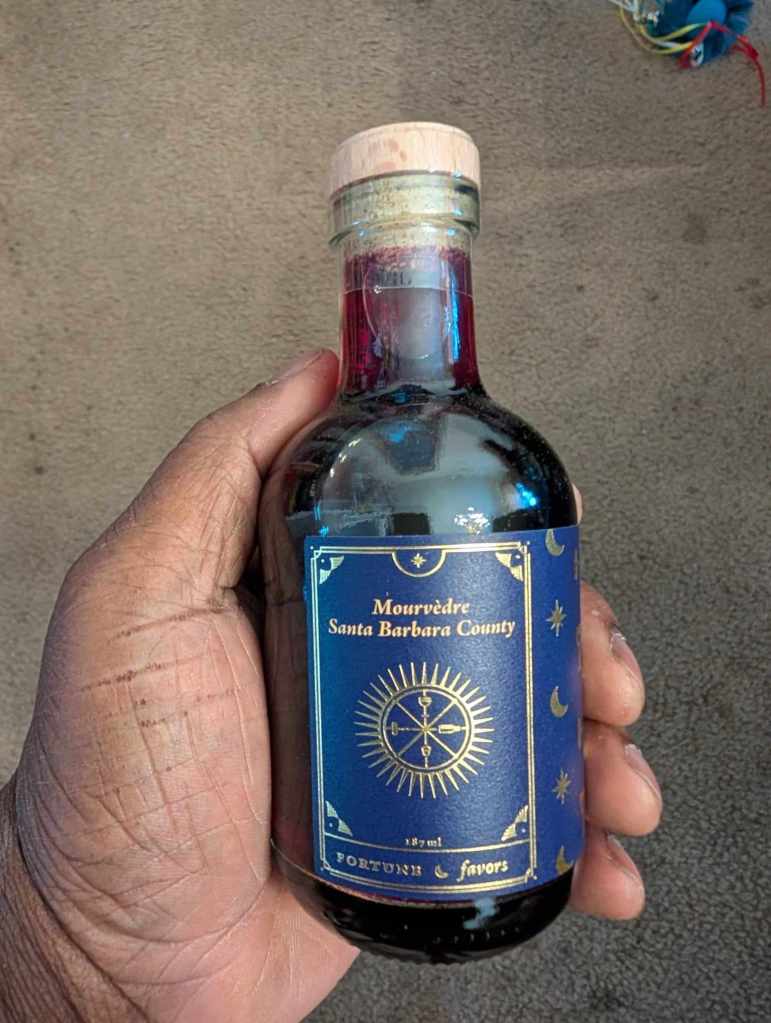 Mourvèdre
Santa Barbara County
187ml
FORTUNE favors